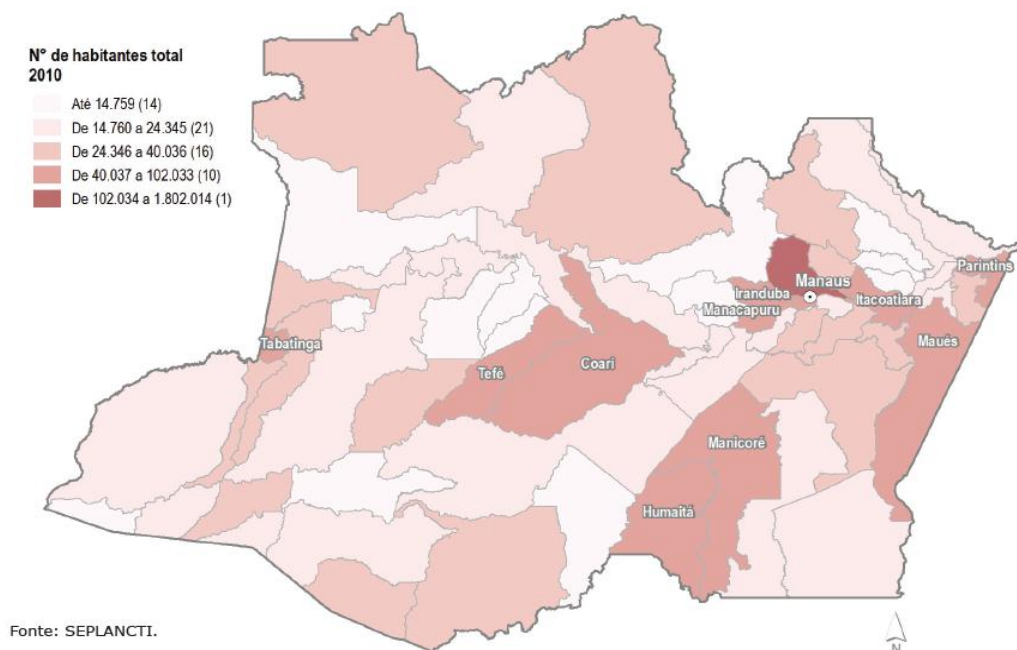 N° de habitantes total
2010
Até 14.759 (14)
De 14.760 a 24.345 (21)
De 24.346 a 40.036 (16)
De 40.037 a 102.033 (10)
De 102.034 a 1.802.014 (1)
Parintins
Manaus
Iranduba
Itacoatiara
Manacapuru
Tabatinga
Maués
Coari
Tefé
Manicoré
Humaitá
Fonte: SEPLANCTI.
N